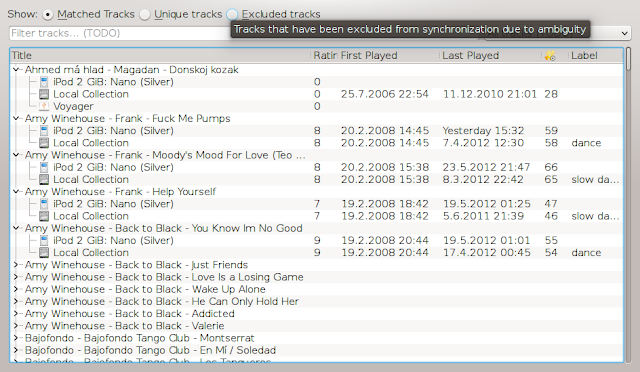 Show: Matched Tracks Unique tracks Excluded tracks
Tracks that have been excluded from synchronization due to ambiguity
Filter tracks… (TODO)
Title Ratin First Played Last Played Label
Ahmed má hlad - Magadan - Donskoj kozak
iPod 2 GiB: Nano (Silver) 0
Local Collection 0 25.7.2006 22:54 11.12.2010 21:01 28
Voyager 0
Amy Winehouse - Frank - Fuck Me Pumps
iPod 2 GiB: Nano (Silver) 8 20.2.2008 14:45 Yesterday 15:32 59
Local Collection 8 20.2.2008 14:45 7.4.2012 12:30 58 dance
Amy Winehouse - Frank - Moody's Mood For Love (Teo ...
iPod 2 GiB: Nano (Silver) 8 20.2.2008 15:38 23.5.2012 21:47 66
Local Collection 8 20.2.2008 15:38 8.3.2012 22:42 65 slow da...
Amy Winehouse - Frank - Help Yourself
iPod 2 GiB: Nano (Silver) 7 19.2.2008 18:42 19.5.2012 01:25 47
Local Collection 7 19.2.2008 18:42 5.6.2011 21:39 46 slow da...
Amy Winehouse - Back to Black - You Know Im No Good
iPod 2 GiB: Nano (Silver) 9 19.2.2008 20:44 19.5.2012 01:01 55
Local Collection 9 19.2.2008 20:44 17.4.2012 00:45 54 dance
Amy Winehouse - Back to Black - Just Friends
Amy Winehouse - Back to Black - Love Is a Losing Game
Amy Winehouse - Back to Black - Wake Up Alone
Amy Winehouse - Back to Black - He Can Only Hold Her
Amy Winehouse - Back to Black - Addicted
Amy Winehouse - Back to Black - Valerie
Bajofondo - Bajofondo Tango Club - Montserrat
Bajofondo - Bajofondo Tango Club - En Mí / Soledad
Bajofondo - Bajofondo Tango Club - Los Tangueros